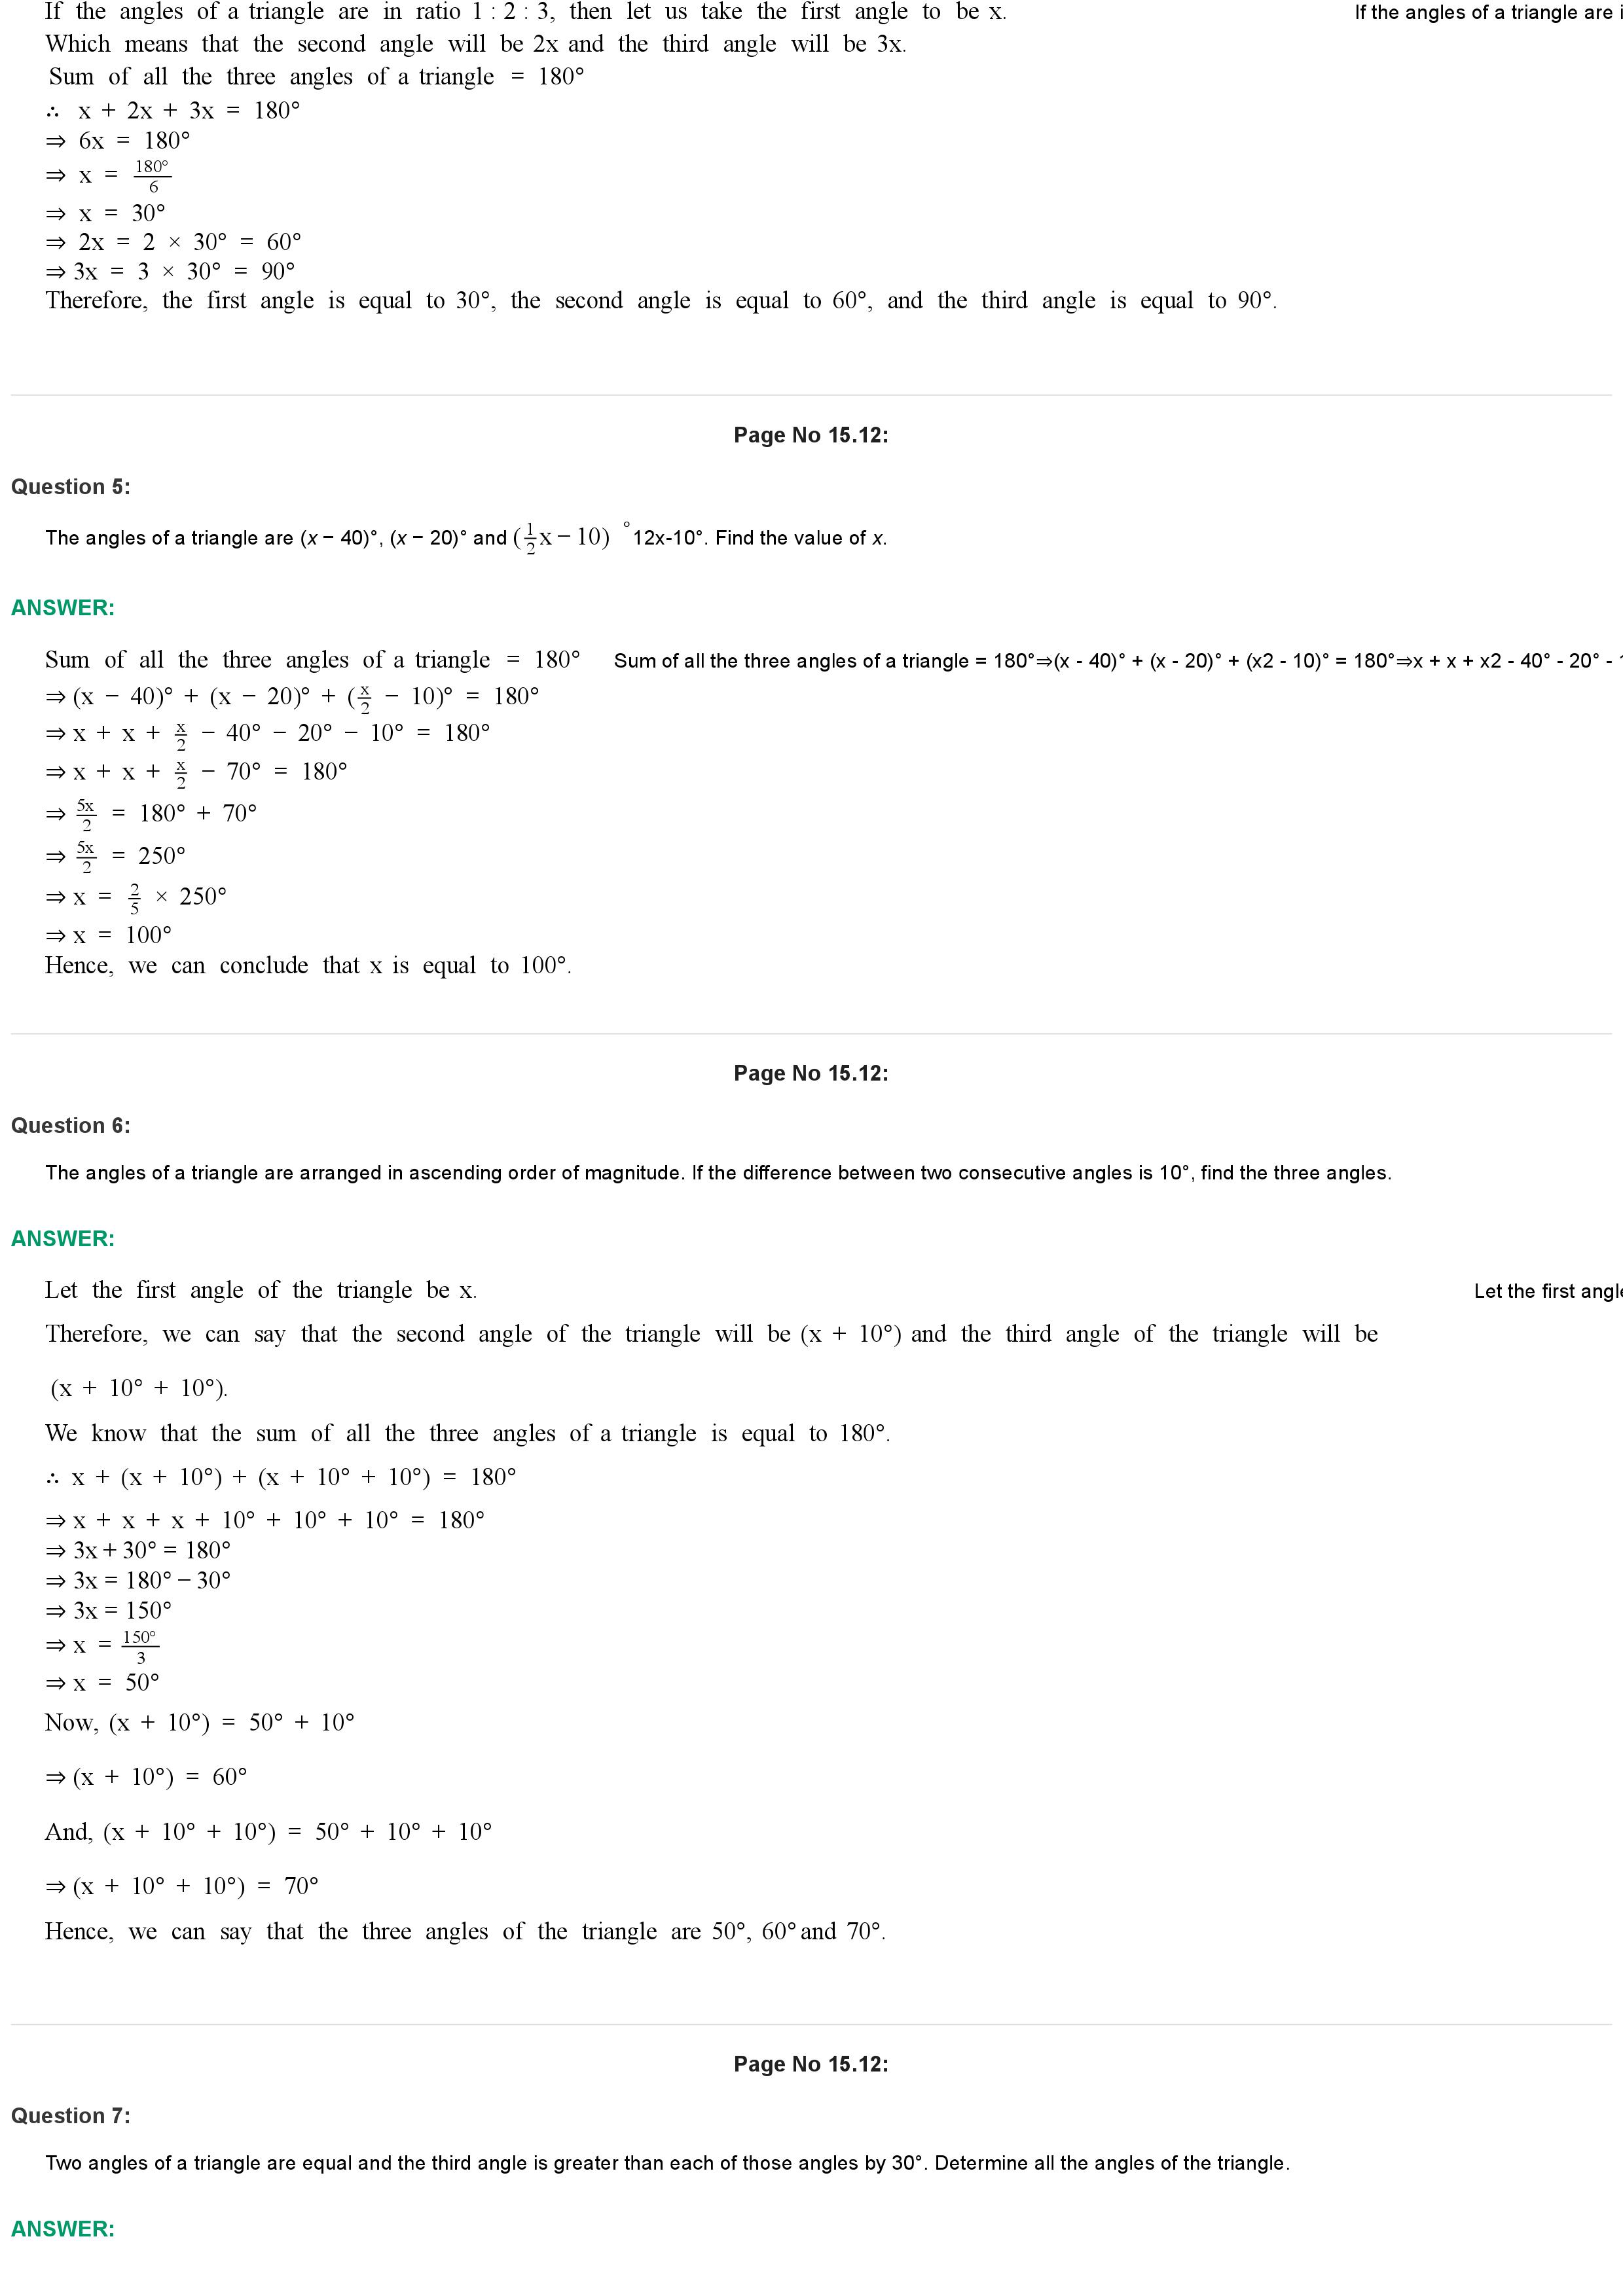 If the angles of a triangle are in ratio 1 : 2 : 3, then let us take the first angle to be x. If the angles of a triangle are i
Which means that the second angle will be 2x and the third angle will be 3x.
Sum of all the three angles of a triangle = 180°
∴ x + 2x + 3x = 180°
⇒ 6x = 180°
⇒ x = 180°/6
⇒ x = 30°
⇒ 2x = 2 × 30° = 60°
⇒ 3x = 3 × 30° = 90°
Therefore, the first angle is equal to 30°, the second angle is equal to 60°, and the third angle is equal to 90°.
Page No 15.12:
Question 5:
The angles of a triangle are (x − 40)°, (x − 20)° and (1/2x − 10)°12x-10°. Find the value of x.
ANSWER:
Sum of all the three angles of a triangle = 180° Sum of all the three angles of a triangle = 180°⇒(x - 40)° + (x - 20)° + (x2 - 10)° = 180°⇒x + x + x2 - 40° - 20° - 1
⇒ (x − 40)° + (x − 20)° + (x/2 − 10)° = 180°
⇒ x + x + x/2 − 40° − 20° − 10° = 180°
⇒ x + x + x/2 − 70° = 180°
⇒ 5x/2 = 180° + 70°
⇒ 5x/2 = 250°
⇒ x = 2/5 × 250°
⇒ x = 100°
Hence, we can conclude that x is equal to 100°.
Page No 15.12:
Question 6:
The angles of a triangle are arranged in ascending order of magnitude. If the difference between two consecutive angles is 10°, find the three angles.
ANSWER:
Let the first angle of the triangle be x. Let the first angle
Therefore, we can say that the second angle of the triangle will be (x + 10°) and the third angle of the triangle will be
(x + 10° + 10°).
We know that the sum of all the three angles of a triangle is equal to 180°.
∴ x + (x + 10°) + (x + 10° + 10°) = 180°
⇒ x + x + x + 10° + 10° + 10° = 180°
⇒ 3x + 30° = 180°
⇒ 3x = 180° − 30°
⇒ 3x = 150°
⇒ x = 150°/3
⇒ x = 50°
Now, (x + 10°) = 50° + 10°
⇒ (x + 10°) = 60°
And, (x + 10° + 10°) = 50° + 10° + 10°
⇒ (x + 10° + 10°) = 70°
Hence, we can say that the three angles of the triangle are 50°, 60° and 70°.
Page No 15.12:
Question 7:
Two angles of a triangle are equal and the third angle is greater than each of those angles by 30°. Determine all the angles of the triangle.
ANSWER: